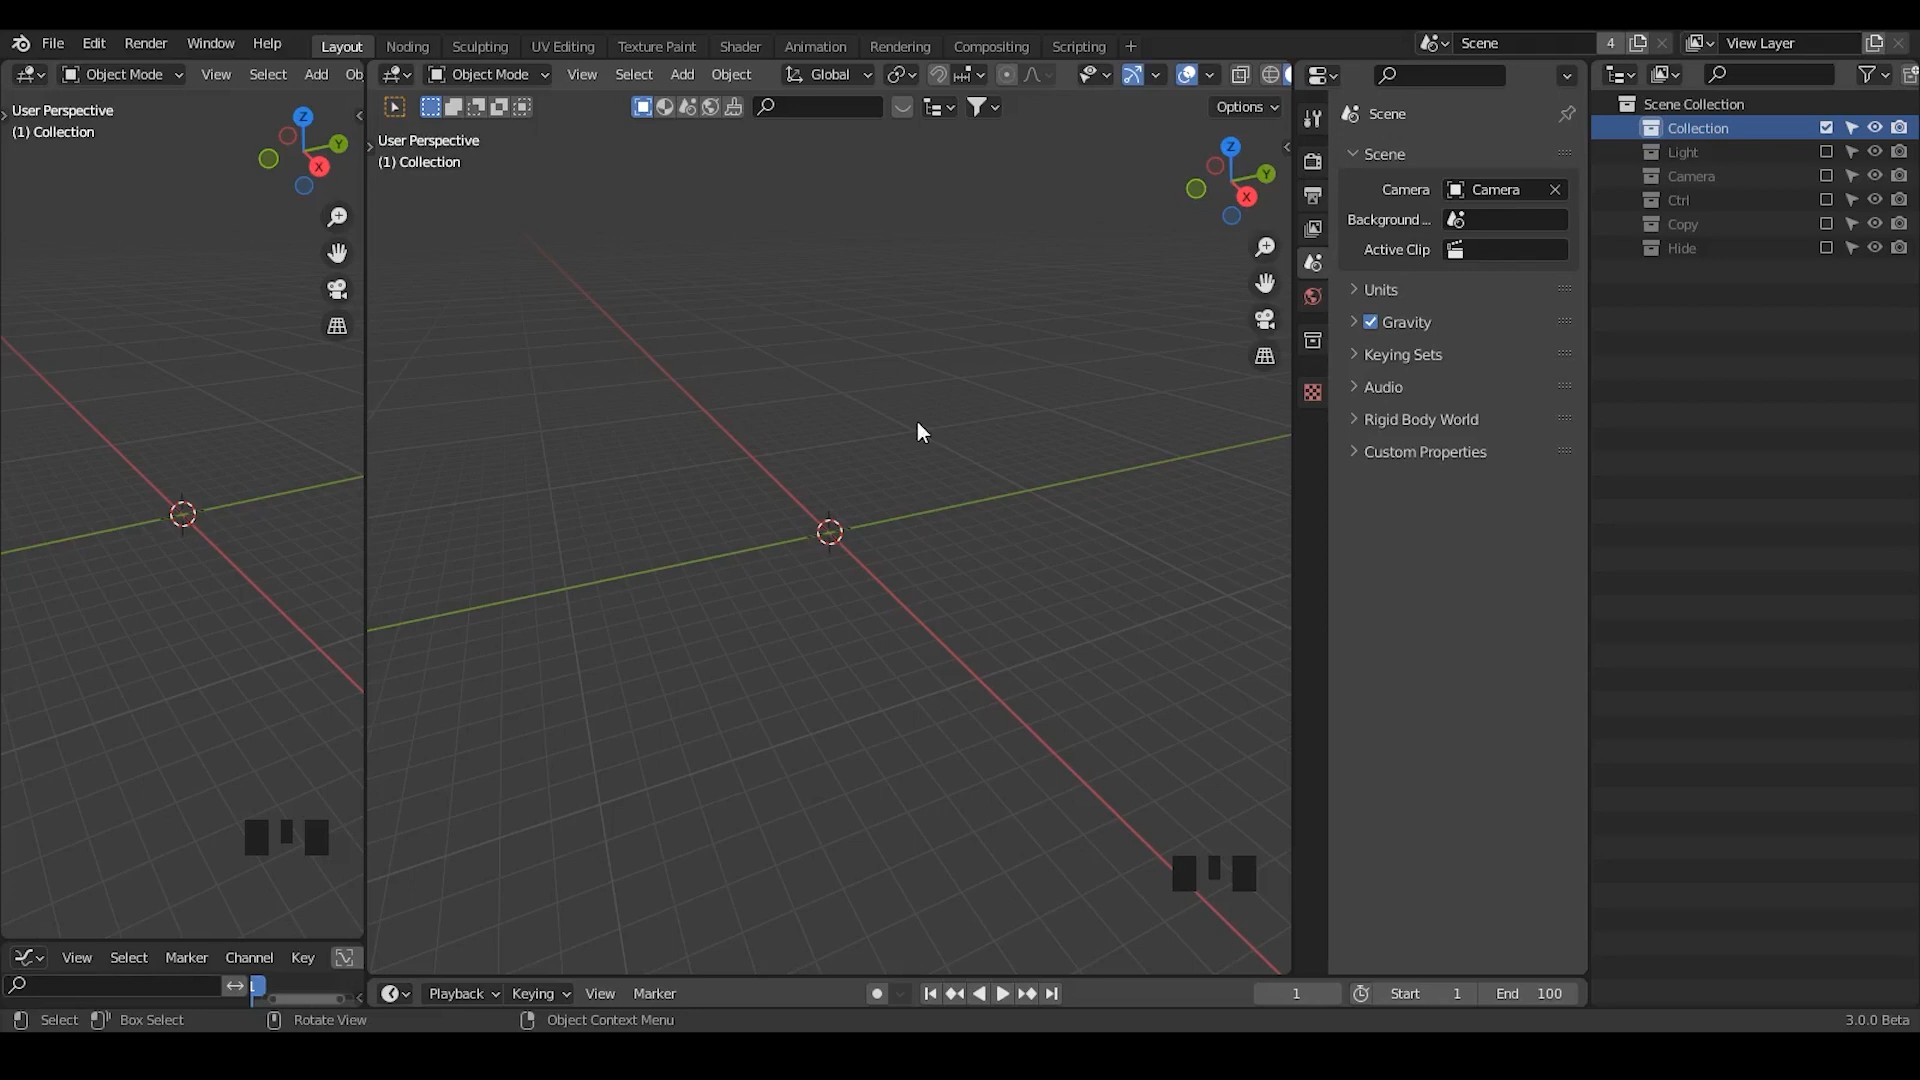 File Edit Render Window Help
Layout Noding Sculpting UV Editing Texture Paint Shader Animation Rendering Compositing Scripting +
Scene 4 View Layer
Object Mode View Select Add Ob
Object Mode View Select Add Object Global
Options
User Perspective
(1) Collection
Z
Y
X
User Perspective
(1) Collection
Z
Y
X
Scene
Scene
Camera Camera
Background ...
Active Clip
Units
Gravity
Keying Sets
Audio
Rigid Body World
Custom Properties
Scene Collection
Collection
Light
Camera
Ctrl
Copy
Hide
View Select Marker Channel Key
1
Playback Keying View Marker
1 Start 1 End 100
Select Box Select Rotate View Object Context Menu 3.0.0 Beta